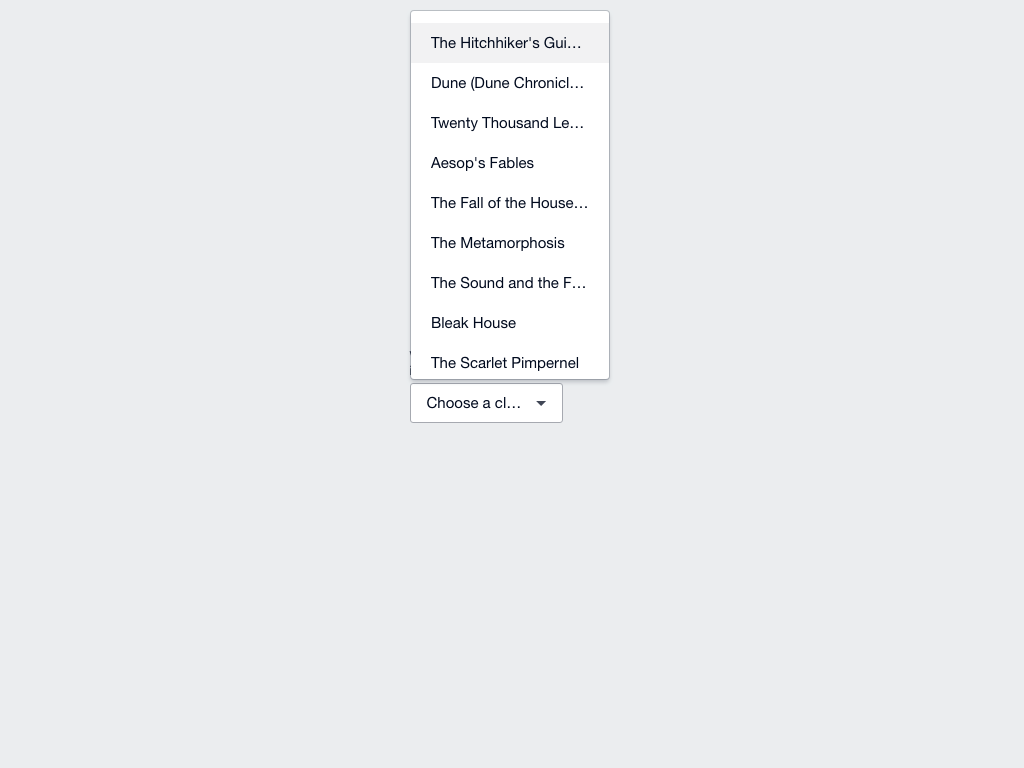 The Hitchhiker's Gui…
Dune (Dune Chronicl…
Twenty Thousand Le…
Aesop's Fables
The Fall of the House…
The Metamorphosis
The Sound and the F…
Bleak House
The Scarlet Pimpernel
Choose a cl…